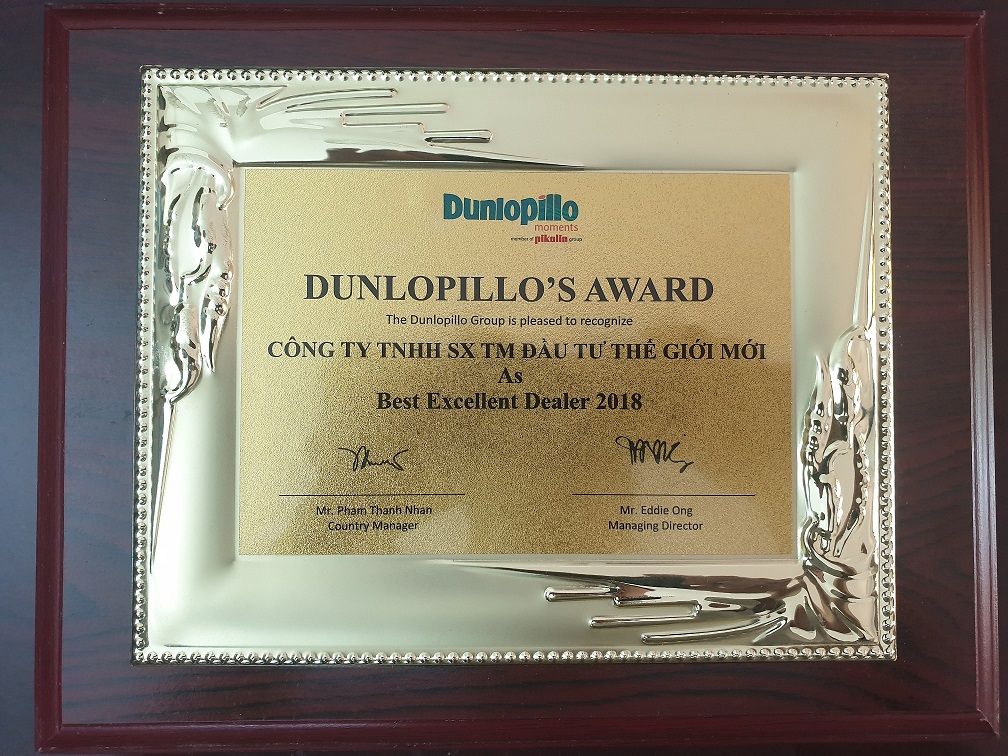 Dunlopillo
moments
member of pikolin group
DUNLOPILLO'S AWARD
The Dunlopillo Group is pleased to recognize
CÔNG TY TNHH SX TM ĐẦU TƯ THẾ GIỚI MỚI
As
Best Excellent Dealer 2018
Mr. Pham Thanh Nhan
Country Manager
Mr. Eddie Ong
Managing Director